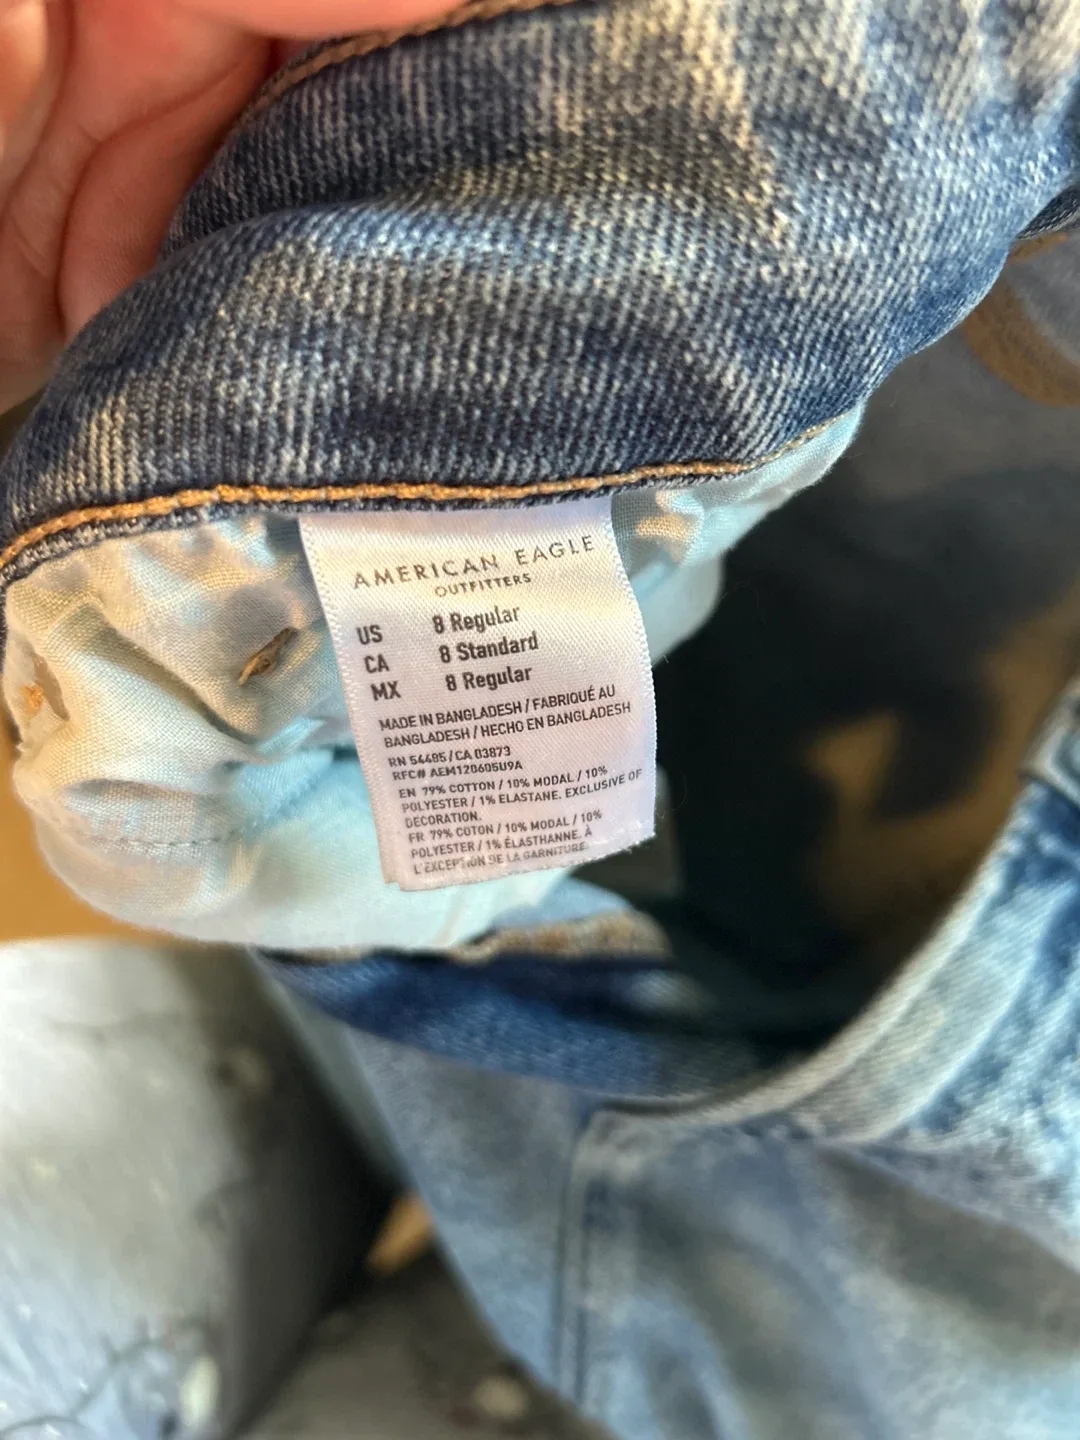 AMERICAN EAGLE
OUTFITTERS
US 8 Regular
CA 8 Standard
MX 8 Regular
MADE IN BANGLADESH / FABRIQUÉ AU
BANGLADESH / HECHO EN BANGLADESH
RN 54485 / CA 03873
RFC# AEM120605U9A
EN 79% COTTON / 10% MODAL / 10%
POLYESTER / 1% ELASTANE. EXCLUSIVE OF
DECORATION.
FR 79% COTON / 10% MODAL / 10%
POLYESTER / 1% ÉLASTHANNE. À
L'EXCEPTION DE LA GARNITURE.